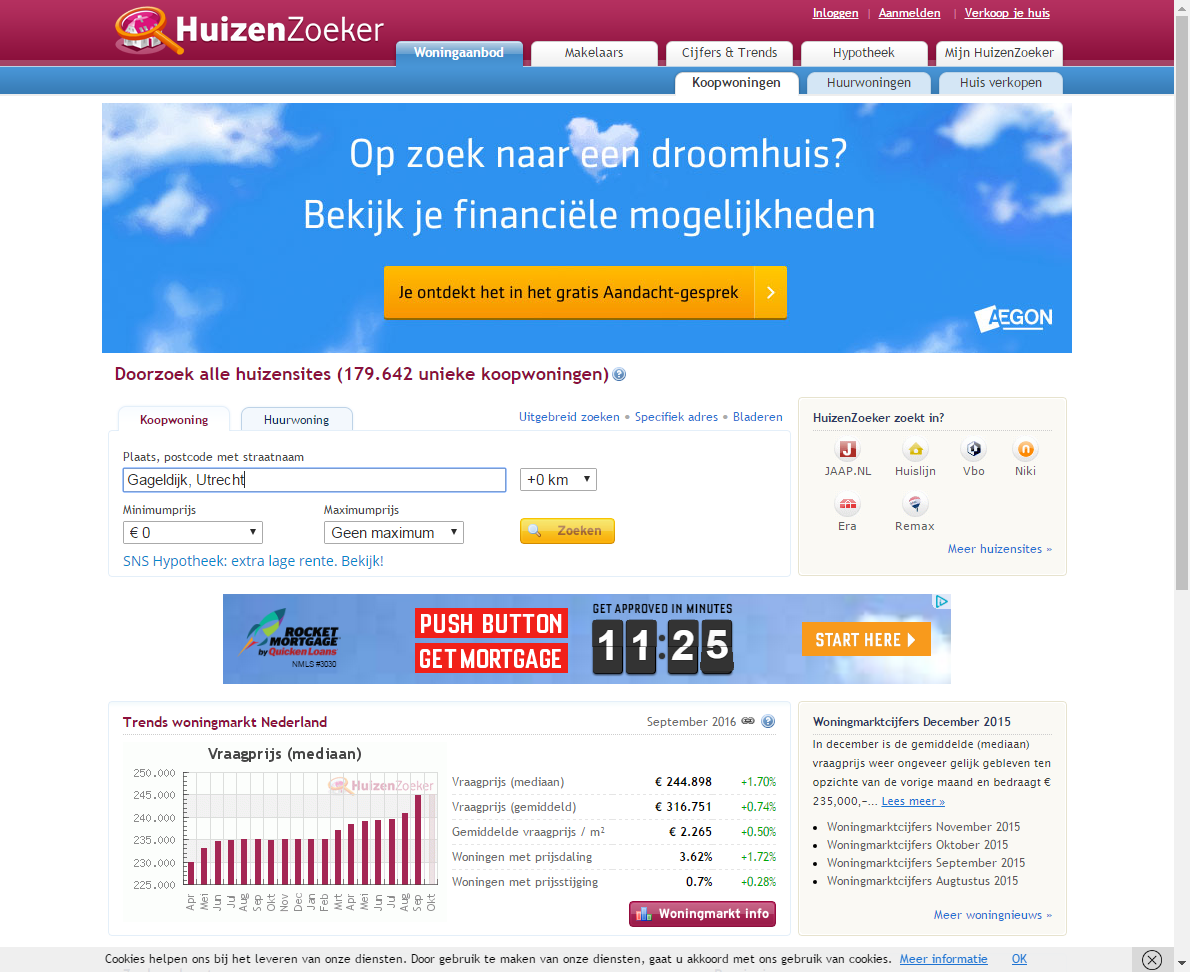 Inloggen | Aanmelden | Verkoop je huis
HuizenZoeker
Woningaanbod Makelaars Cijfers & Trends Hypotheek Mijn HuizenZoeker
Koopwoningen Huurwoningen Huis verkopen
Op zoek naar een droomhuis?
Bekijk je financiële mogelijkheden
Je ontdekt het in het gratis Aandacht-gesprek
AEGON
Doorzoek alle huizensites (179.642 unieke koopwoningen)
Koopwoning Huurwoning
Uitgebreid zoeken • Specifiek adres • Bladeren
Plaats, postcode met straatnaam
Gageldijk, Utrecht
+0 km
Minimumprijs Maximumprijs
€ 0 Geen maximum Zoeken
SNS Hypotheek: extra lage rente. Bekijk!
HuizenZoeker zoekt in?
JAAP.NL Huislijn Vbo Niki
Era Remax
Meer huizensites »
ROCKET
MORTGAGE
by Quicken Loans
NMLS #3030
PUSH BUTTON
GET MORTGAGE
GET APPROVED IN MINUTES
11:25
START HERE
Trends woningmarkt Nederland
September 2016
Vraagprijs (mediaan)
HuizenZoeker
250.000
245.000
240.000
235.000
230.000
225.000
Apr Mei Jun Jul Aug Sep Okt Nov Dec Jan Feb Mrt Apr Mei Jun Jul Aug Sep Okt
Vraagprijs (mediaan) € 244.898 +1.70%
Vraagprijs (gemiddeld) € 316.751 +0.74%
Gemiddelde vraagprijs / m² € 2.265 +0.50%
Woningen met prijsdaling 3.62% +1.72%
Woningen met prijsstijging 0.7% +0.28%
Woningmarkt info
Woningmarktcijfers December 2015
In december is de gemiddelde (mediaan)
vraagprijs weer ongeveer gelijk gebleven ten
opzichte van de vorige maand en bedraagt €
235,000,-... Lees meer »
• Woningmarktcijfers November 2015
• Woningmarktcijfers Oktober 2015
• Woningmarktcijfers September 2015
• Woningmarktcijfers Augtustus 2015
Meer woningnieuws »
Cookies helpen ons bij het leveren van onze diensten. Door gebruik te maken van onze diensten, gaat u akkoord met ons gebruik van cookies. Meer informatie OK